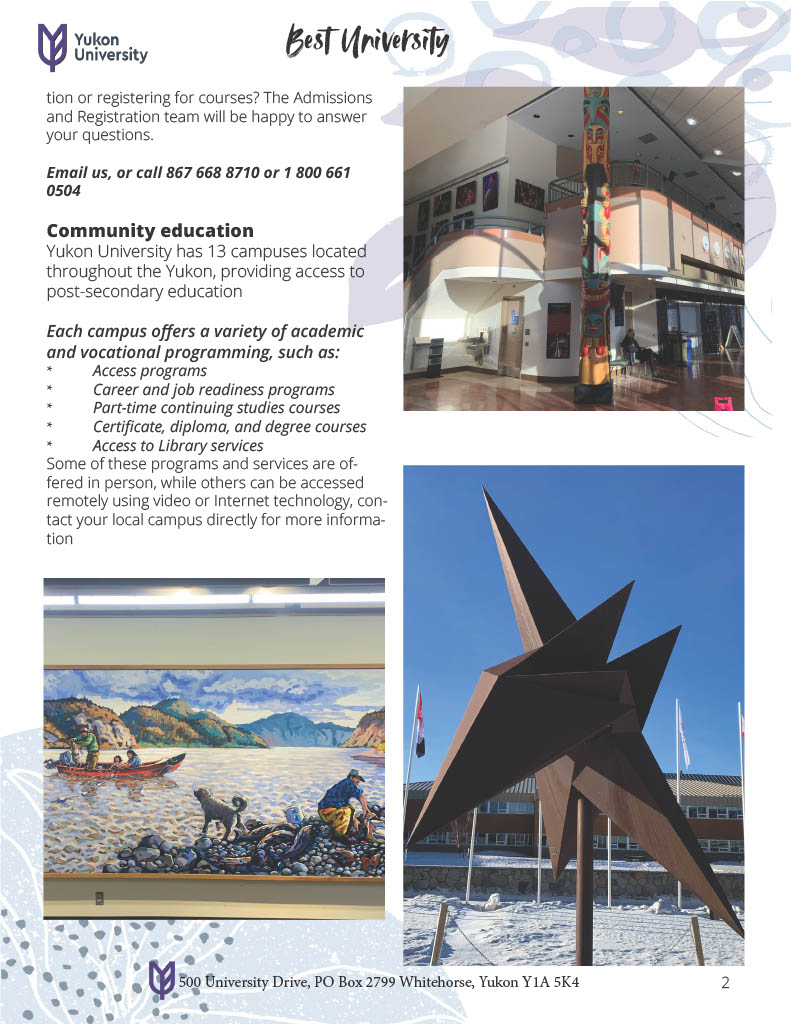 Yukon
University
Best University
tion or registering for courses? The Admissions
and Registration team will be happy to answer
your questions.
Email us, or call 867 668 8710 or 1 800 661
0504
Community education
Yukon University has 13 campuses located
throughout the Yukon, providing access to
post-secondary education
Each campus offers a variety of academic
and vocational programming, such as:
* Access programs
* Career and job readiness programs
* Part-time continuing studies courses
* Certificate, diploma, and degree courses
* Access to Library services
Some of these programs and services are of-
fered in person, while others can be accessed
remotely using video or Internet technology, con-
tact your local campus directly for more informa-
tion
500 University Drive, PO Box 2799 Whitehorse, Yukon Y1A 5K4
2